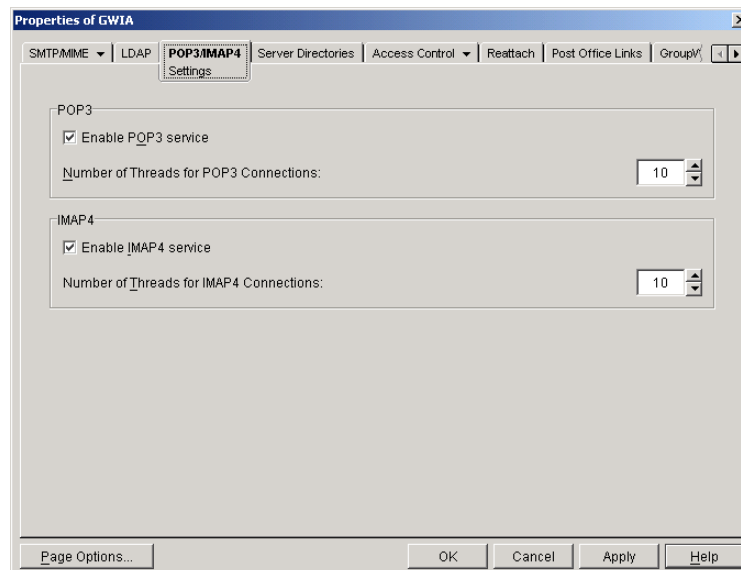 Properties of GWIA
SMTP/MIME LDAP POP3/IMAP4 Server Directories Access Control Reattach Post Office Links
Settings
POP3
Enable POP3 service
Number of Threads for POP3 Connections: 10
IMAP4
Enable IMAP4 service
Number of Threads for IMAP4 Connections: 10
Page Options... OK Cancel Apply Help